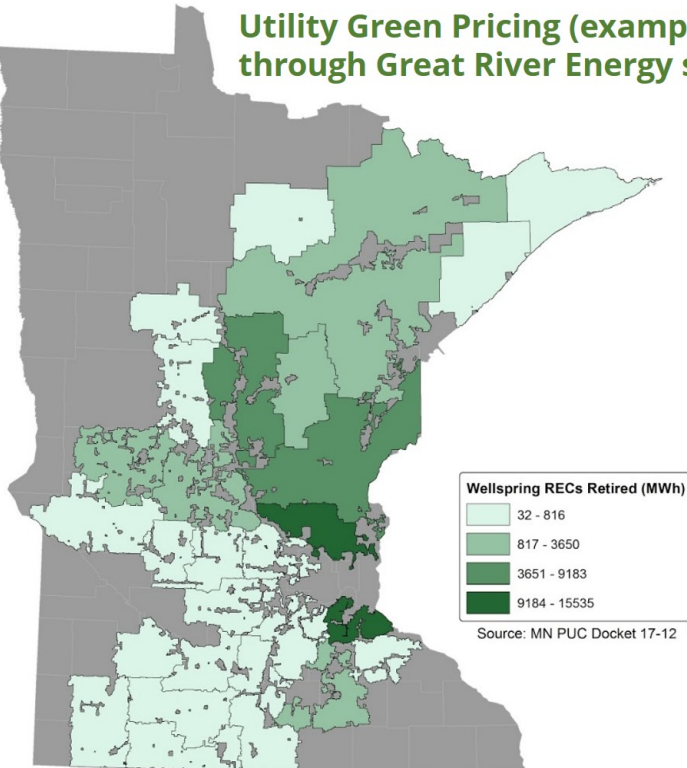 Utility Green Pricing (examp
through Great River Energy s
Wellspring RECs Retired (MWh)
32 - 816
817 - 3650
3651 - 9183
9184 - 15535
Source: MN PUC Docket 17-12